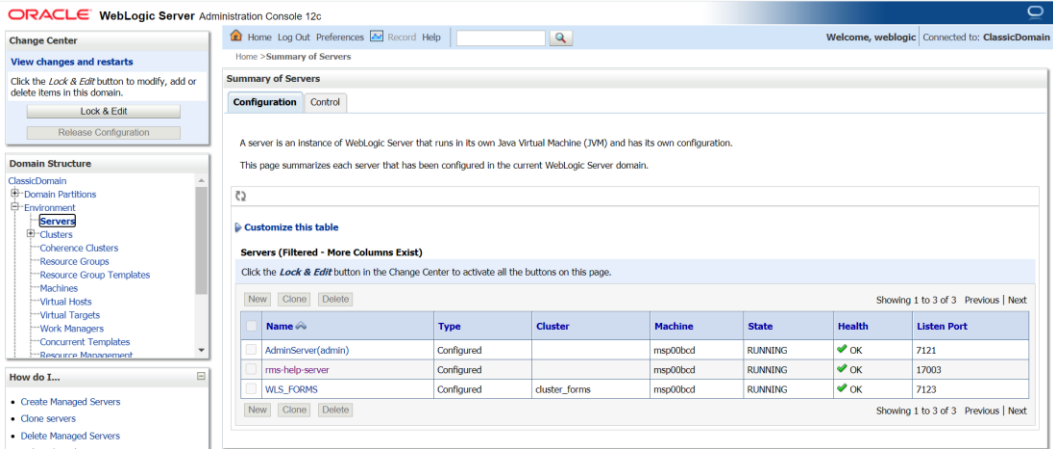 ORACLE WebLogic Server Administration Console 12c
Change Center
View changes and restarts
Click the Lock & Edit button to modify, add or
delete items in this domain.
Lock & Edit
Release Configuration
Domain Structure
ClassicDomain
Domain Partitions
Environment
Servers
Clusters
Coherence Clusters
Resource Groups
Resource Group Templates
Machines
Virtual Hosts
Virtual Targets
Work Managers
Concurrent Templates
Resource Management
How do I...
Create Managed Servers
Clone servers
Delete Managed Servers
Home Log Out Preferences Record Help
Welcome, weblogic Connected to: ClassicDomain
Home >Summary of Servers
Summary of Servers
Configuration Control
A server is an instance of WebLogic Server that runs in its own Java Virtual Machine (JVM) and has its own configuration.
This page summarizes each server that has been configured in the current WebLogic Server domain.
Customize this table
Servers (Filtered - More Columns Exist)
Click the Lock & Edit button in the Change Center to activate all the buttons on this page.
New Clone Delete Showing 1 to 3 of 3 Previous | Next
Name Type Cluster Machine State Health Listen Port
AdminServer(admin) Configured msp00bcd RUNNING OK 7121
rms-help-server Configured msp00bcd RUNNING OK 17003
WLS_FORMS Configured cluster_forms msp00bcd RUNNING OK 7123
New Clone Delete Showing 1 to 3 of 3 Previous | Next